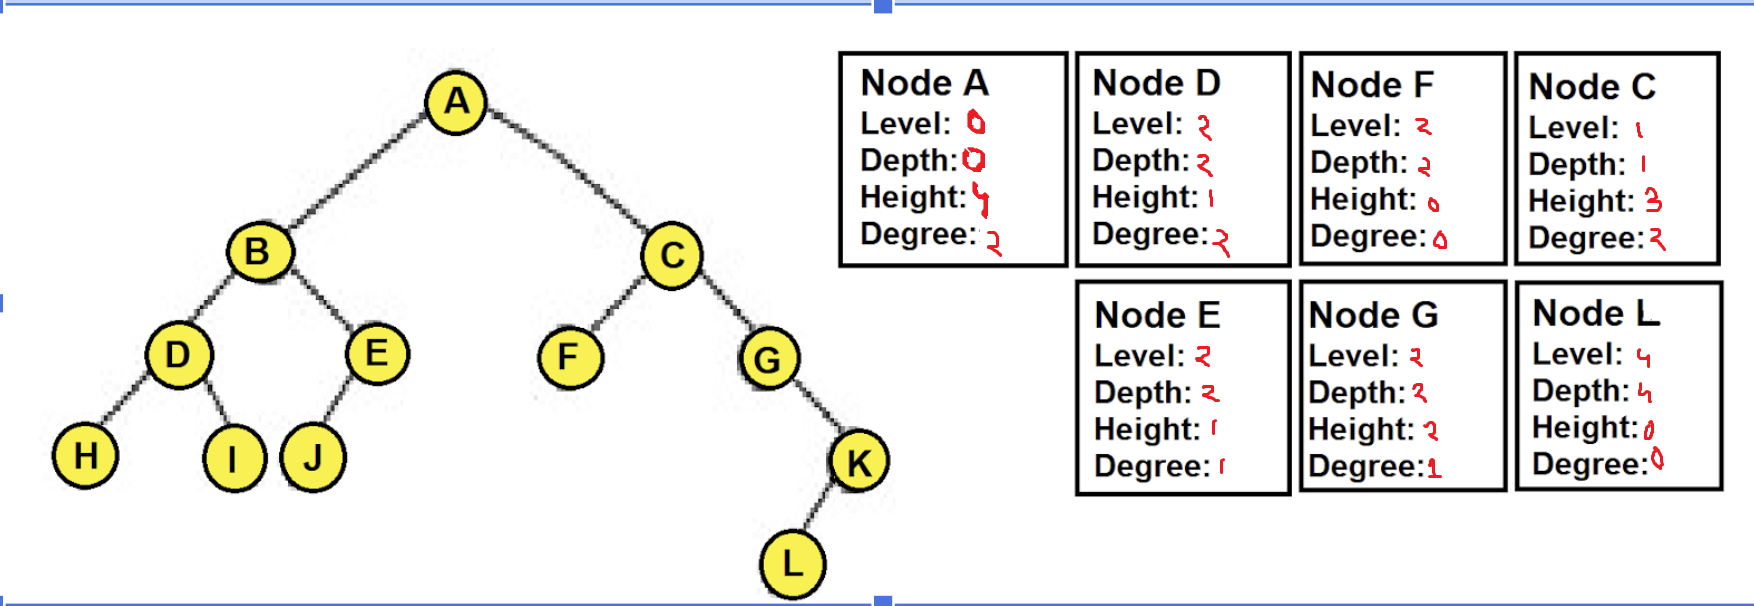 A
B
C
D
E
F
G
H
I
J
K
L
Node A
Level: 0
Depth: 0
Height: 4
Degree: 2
Node D
Level: 2
Depth: 2
Height: 1
Degree: 2
Node F
Level: 2
Depth: 2
Height: 0
Degree: 0
Node C
Level: 1
Depth: 1
Height: 3
Degree: 2
Node E
Level: 2
Depth: 2
Height: 1
Degree: 1
Node G
Level: 2
Depth: 2
Height: 2
Degree: 1
Node L
Level: 4
Depth: 4
Height: 0
Degree: 0